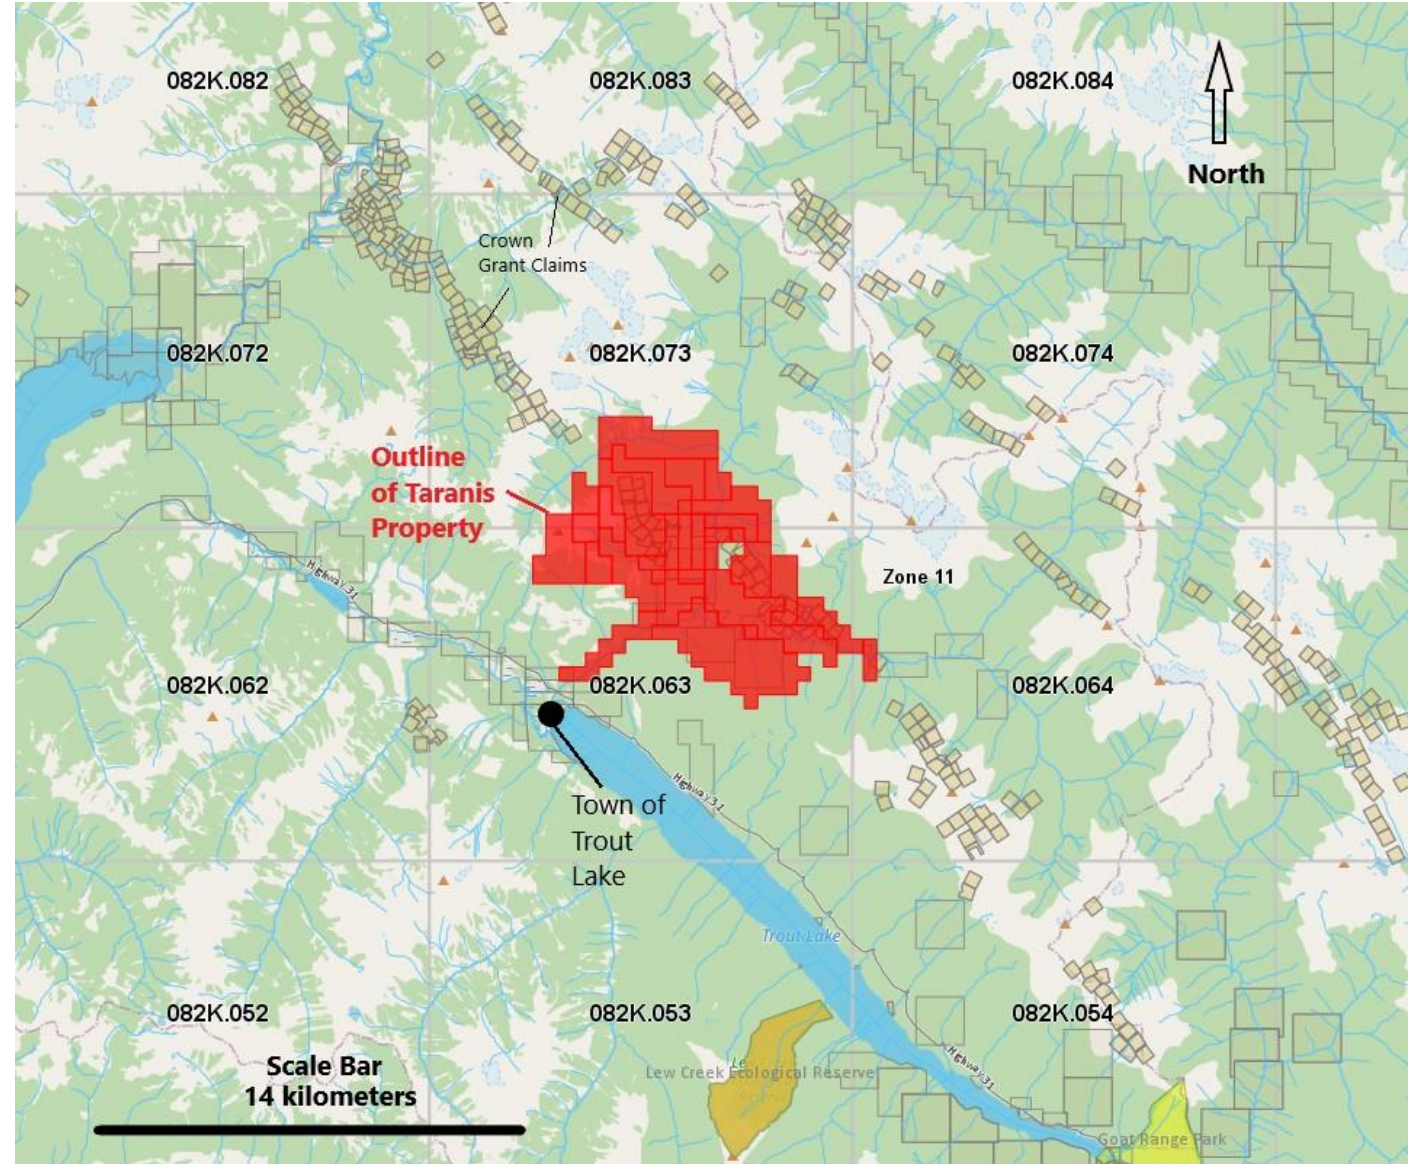 082K.082
082K.083
082K.084
North
Crown
Grant Claims
082K.072
082K.073
082K.074
Outline
of Taranis
Property
Highway 31
Zone 11
082K.062
082K.063
082K.064
Town of
Trout
Lake
Highway 31
Trout Lake
082K.052
082K.053
082K.054
Scale Bar
14 kilometers
Le
Lew Creek Ecological Reserve
Reserve
Highway 31
Goat Range Park